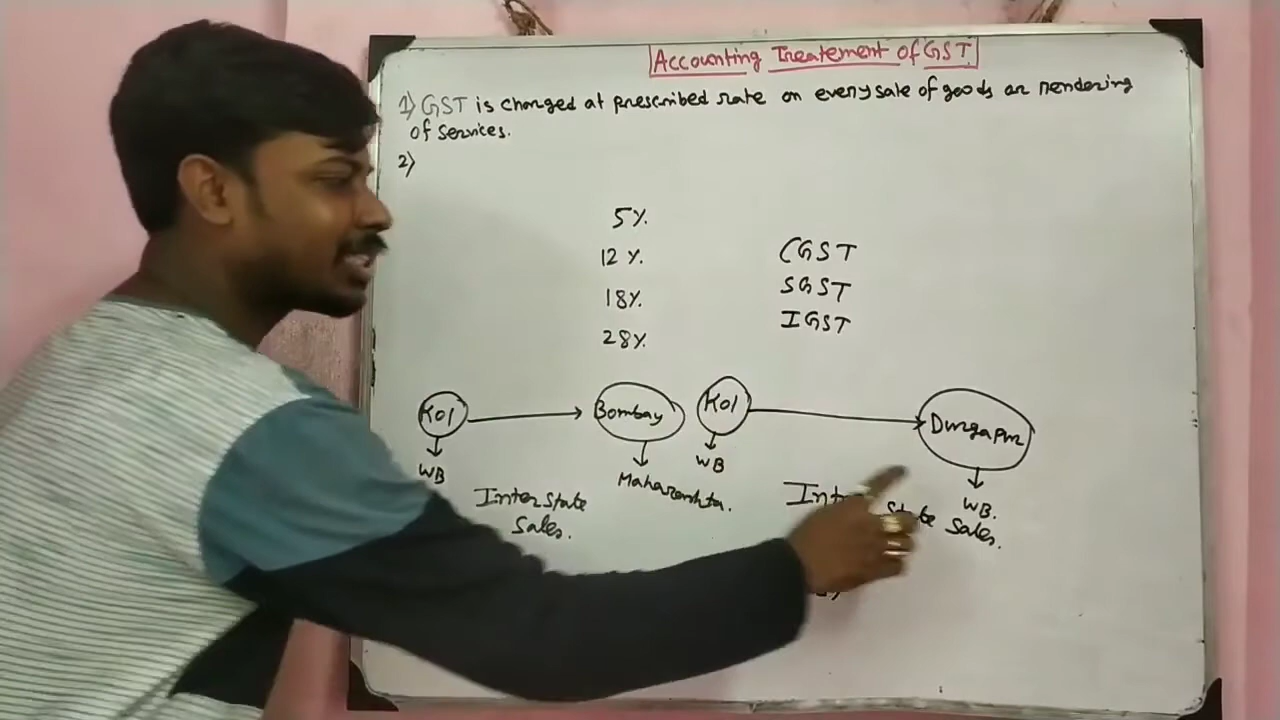 Accounting Treatement of GST
1) GST is charged at prescribed rate on every sale of goods or rendering
of services.
2)
5%
12%
18%
28%
CGST
SGST
IGST
Kol
Bombay
WB
Maharashta.
Interstate
Sales.
Kol
Durgapur
WB
WB.
State Sales.